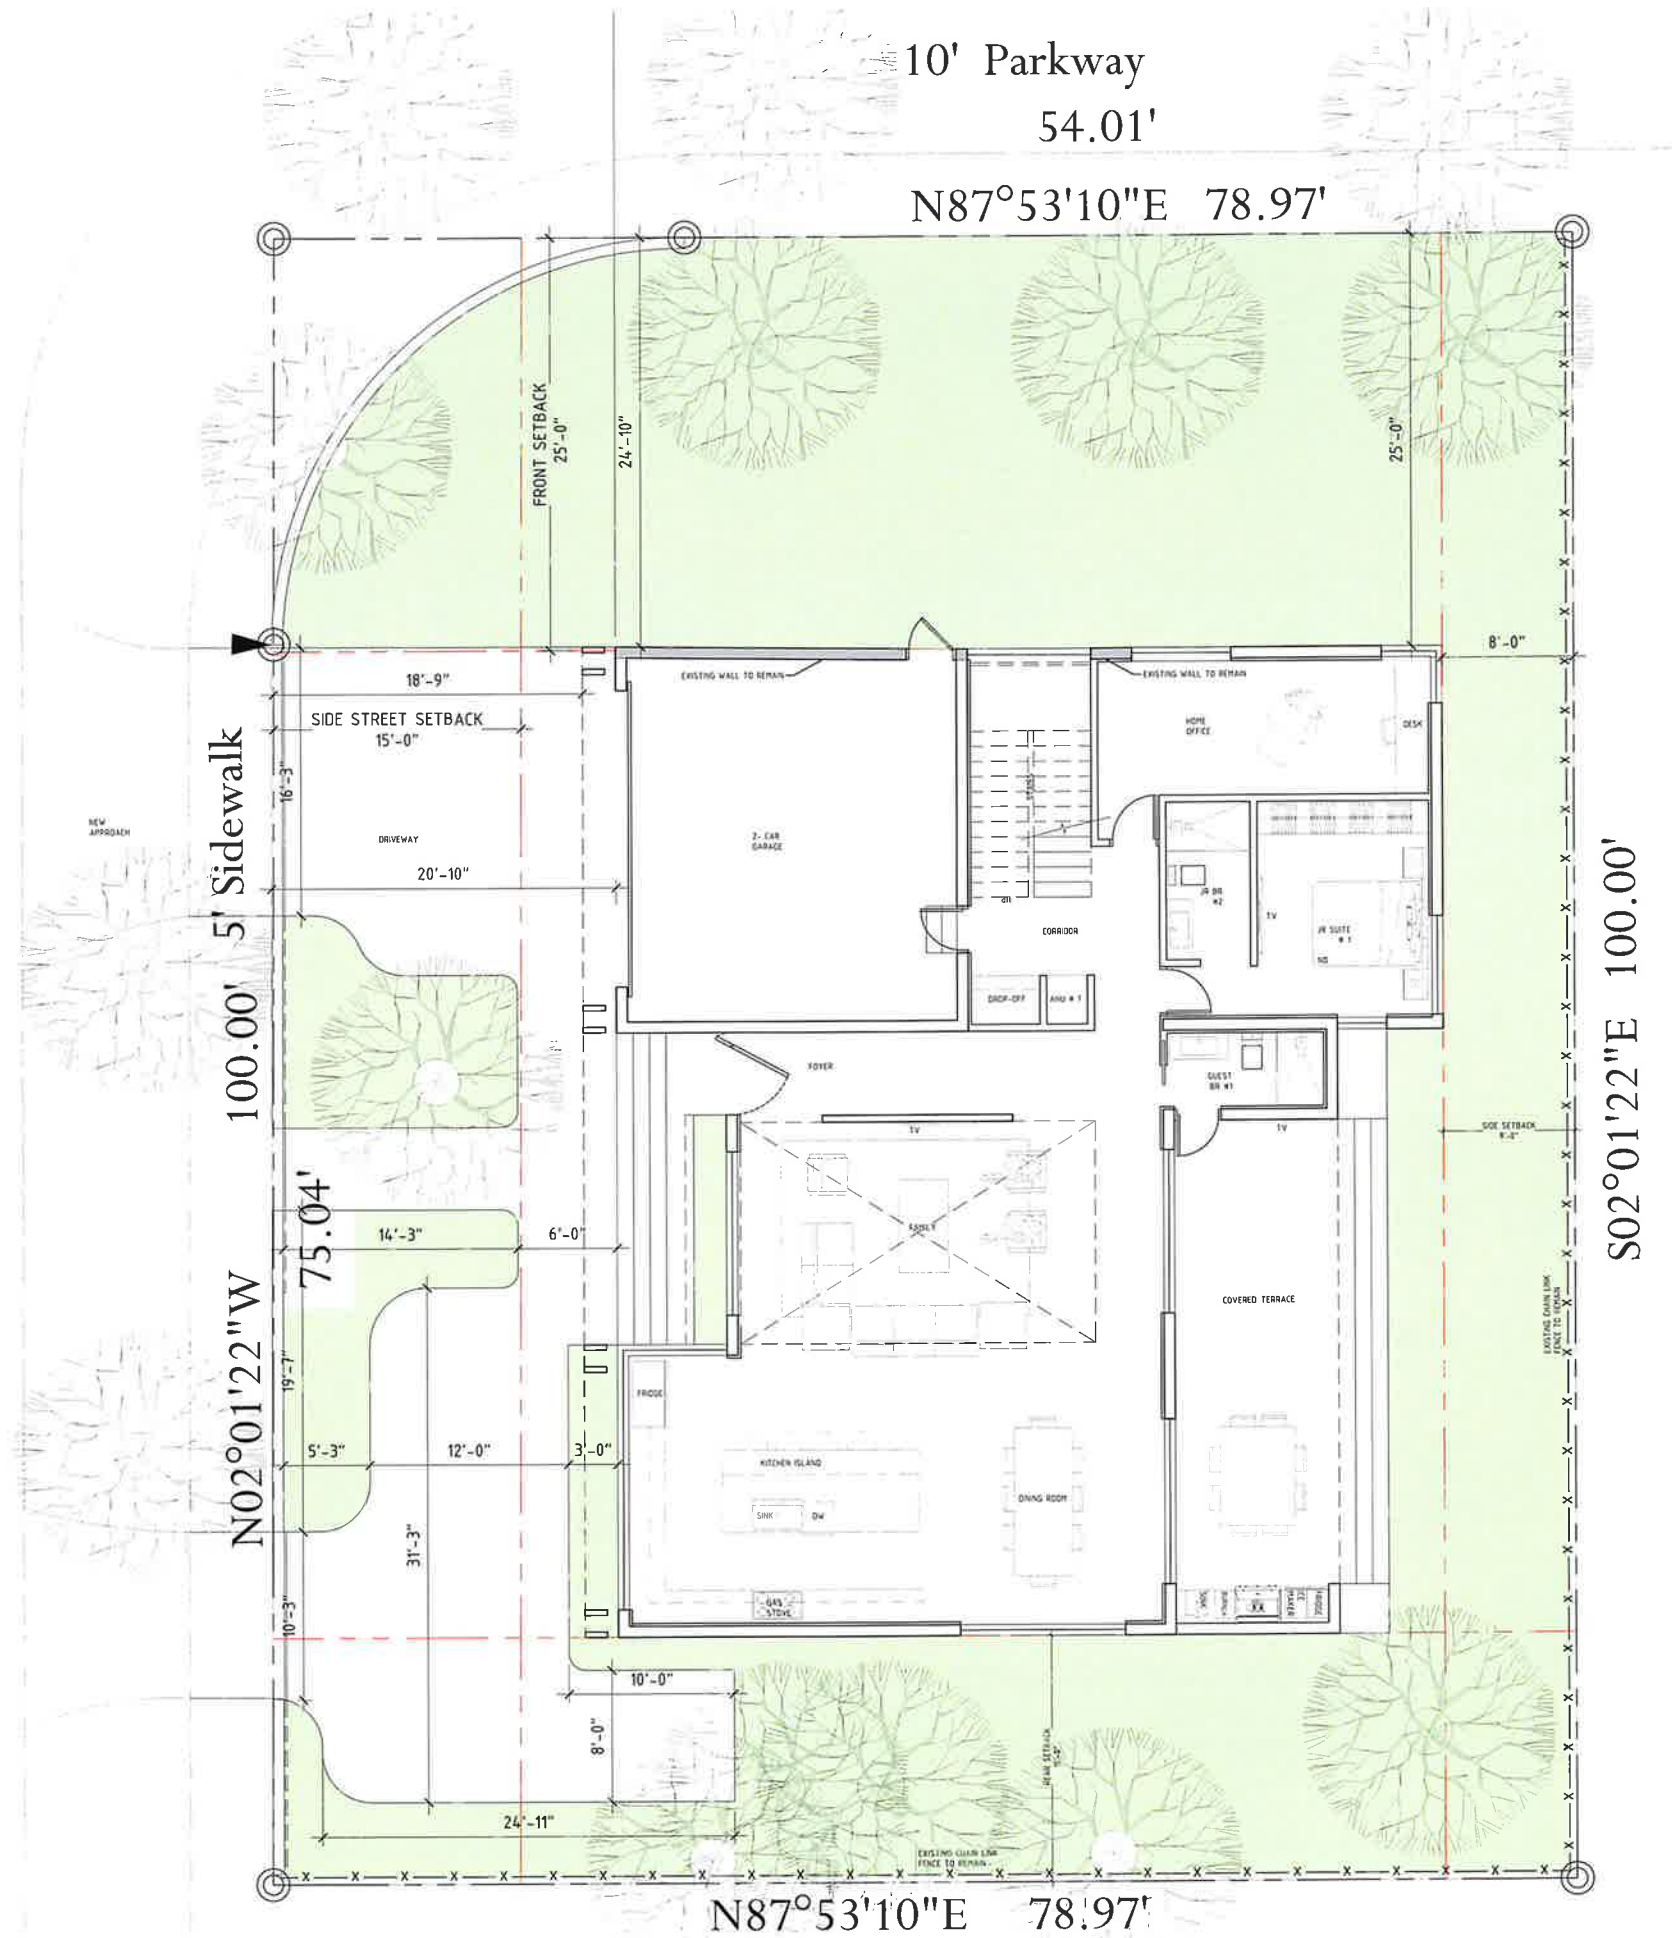 10' Parkway
54.01'
N87°53'10"E 78.97'
FRONT SETBACK
25'-0"
24'-10"
25'-0"
8'-0"
18'-9"
EXISTING WALL TO REMAIN
EXISTING WALL TO REMAIN
SIDE STREET SETBACK
15'-0"
HOME
OFFICE
DESK
16'-3"
STAIRS
NEW
APPROACH
DRIVEWAY
2-CAR
GARAGE
20'-10"
UP
JR BR
#2
TV
JR SUITE
# 1
CORRIDOR
DROP-OFF
AHU # 1
5' Sidewalk
100.00'
S02°01'22"E 100.00'
FOYER
GUEST
BR #1
TV
TV
SIDE SETBACK
75.04'
14'-3"
6'-0"
FAMILY
COVERED TERRACE
EXISTING CHAIN LINK
FENCE TO REMAIN
N02°01'22"W
19'-7"
FRIDGE
5'-3"
12'-0"
3'-0"
KITCHEN ISLAND
DINING ROOM
SINK
DW
31'-3"
GAS
STOVE
SINK
ICE
MAKER
FRIDGE
10'-3"
10'-0"
8'-0"
REAR SETBACK
24'-11"
EXISTING CHAIN LINK
FENCE TO REMAIN
N87°53'10"E 78.97'